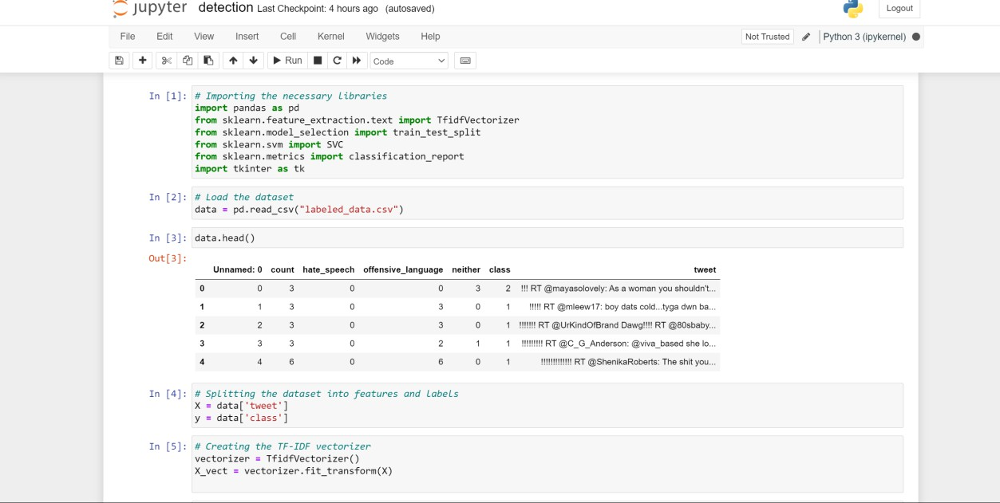 jupyter detection Last Checkpoint: 4 hours ago (autosaved)
Logout
File Edit View Insert Cell Kernel Widgets Help
Not Trusted Python 3 (ipykernel)
Run Code
In [1]: # Importing the necessary libraries
import pandas as pd
from sklearn.feature_extraction.text import TfidfVectorizer
from sklearn.model_selection import train_test_split
from sklearn.svm import SVC
from sklearn.metrics import classification_report
import tkinter as tk
In [2]: # Load the dataset
data = pd.read_csv("labeled_data.csv")
In [3]: data.head()
Out[3]:
Unnamed: 0 count hate_speech offensive_language neither class tweet
0 0 3 0 0 3 2 !!! RT @mayasolovely: As a woman you shouldn't...
1 1 3 0 3 0 1 !!!!! RT @mleew17: boy dats cold...tyga dwn ba...
2 2 3 0 3 0 1 !!!!!!! RT @UrKindOfBrand Dawg!!!! RT @80sbaby...
3 3 3 0 2 1 1 !!!!!!!!! RT @C_G_Anderson: @viva_based she lo...
4 4 6 0 6 0 1 !!!!!!!!!!!!! RT @ShenikaRoberts: The shit you...
In [4]: # Splitting the dataset into features and labels
X = data['tweet']
y = data['class']
In [5]: # Creating the TF-IDF vectorizer
vectorizer = TfidfVectorizer()
X_vect = vectorizer.fit_transform(X)